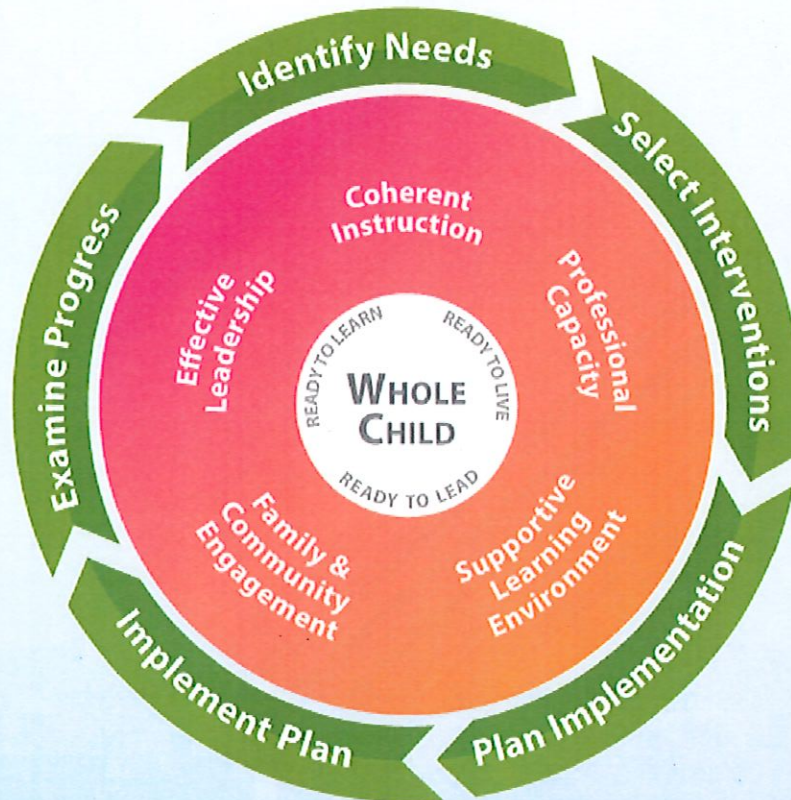 Identify Needs
Select Interventions
Plan Implementation
Implement Plan
Examine Progress
Coherent
Instruction
Professional
Capacity
Supportive
Learning
Environment
Family &
Community
Engagement
Effective
Leadership
READY TO LEARN
READY TO LIVE
READY TO LEAD
WHOLE
CHILD